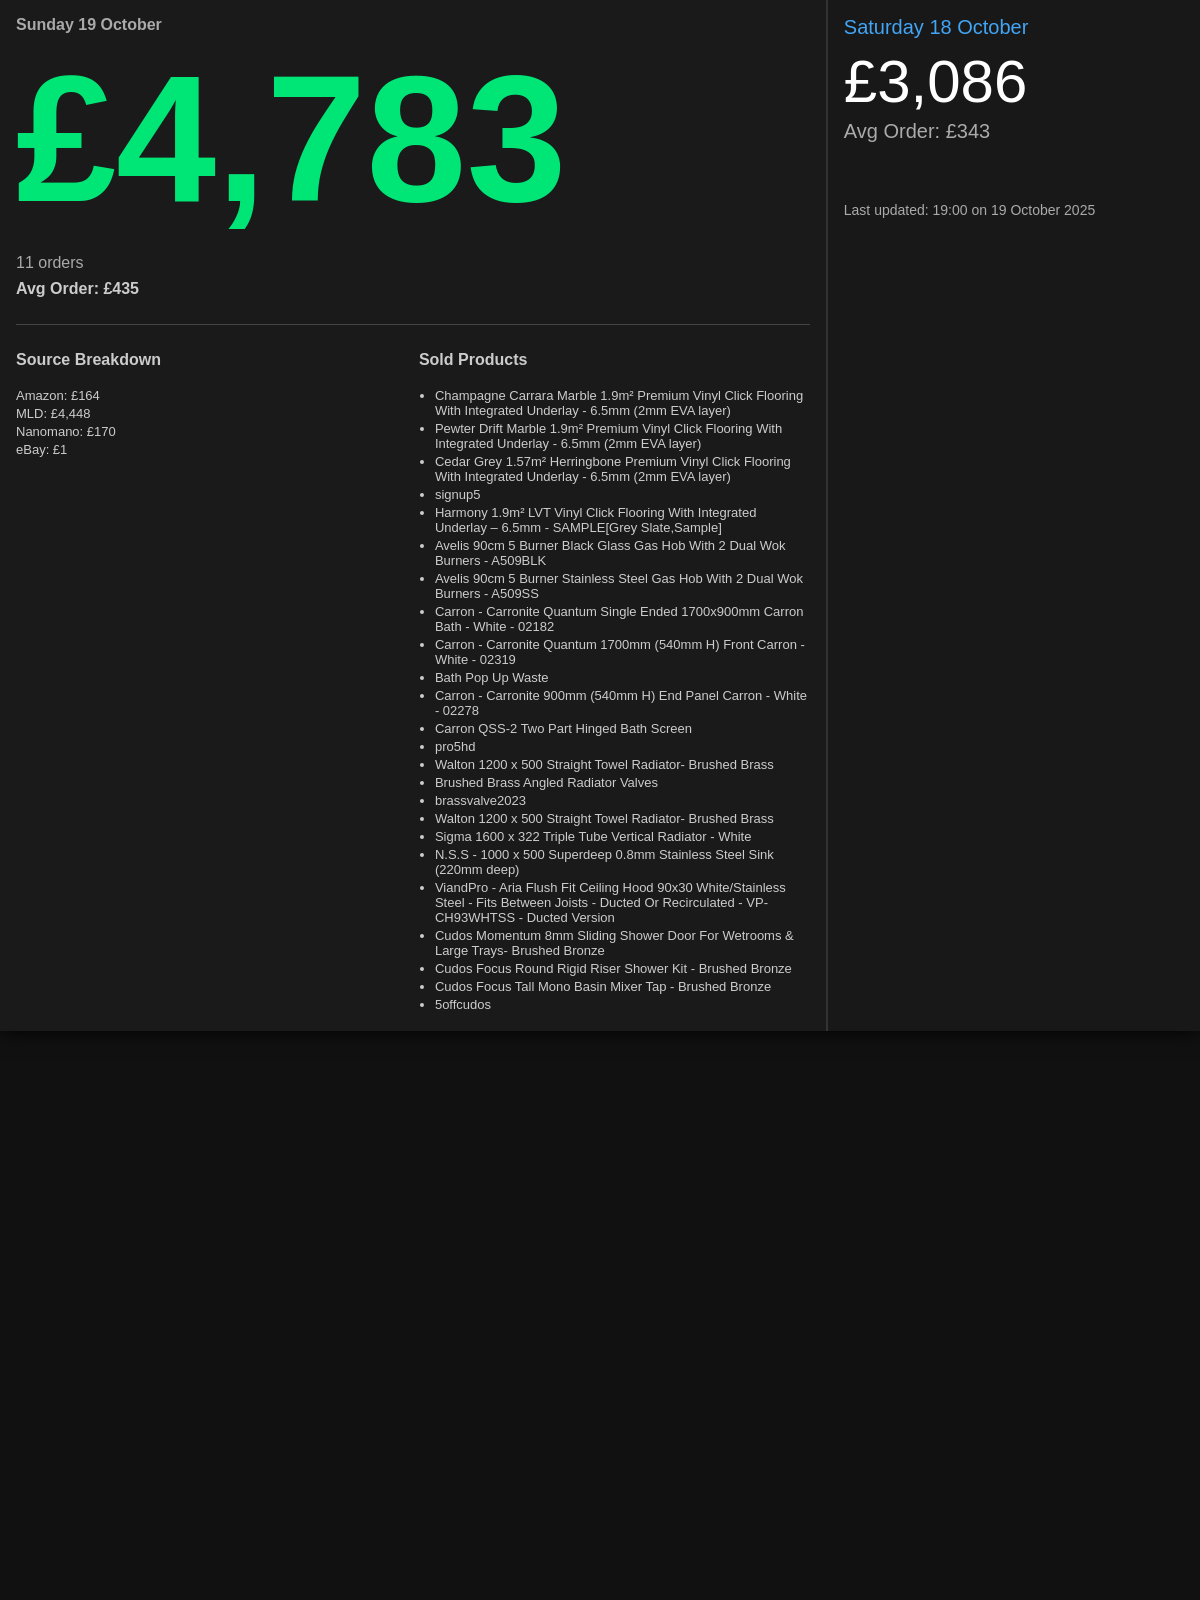 Sunday 19 October
£4,783
11 orders
Avg Order: £435
Source Breakdown
Amazon: £164
MLD: £4,448
Nanomano: £170
eBay: £1
Sold Products
• Champagne Carrara Marble 1.9m² Premium Vinyl Click Flooring
With Integrated Underlay - 6.5mm (2mm EVA layer)
• Pewter Drift Marble 1.9m² Premium Vinyl Click Flooring With
Integrated Underlay - 6.5mm (2mm EVA layer)
• Cedar Grey 1.57m² Herringbone Premium Vinyl Click Flooring
With Integrated Underlay - 6.5mm (2mm EVA layer)
• signup5
• Harmony 1.9m² LVT Vinyl Click Flooring With Integrated
Underlay – 6.5mm - SAMPLE[Grey Slate,Sample]
• Avelis 90cm 5 Burner Black Glass Gas Hob With 2 Dual Wok
Burners - A509BLK
• Avelis 90cm 5 Burner Stainless Steel Gas Hob With 2 Dual Wok
Burners - A509SS
• Carron - Carronite Quantum Single Ended 1700x900mm Carron
Bath - White - 02182
• Carron - Carronite Quantum 1700mm (540mm H) Front Carron -
White - 02319
• Bath Pop Up Waste
• Carron - Carronite 900mm (540mm H) End Panel Carron - White
- 02278
• Carron QSS-2 Two Part Hinged Bath Screen
• pro5hd
• Walton 1200 x 500 Straight Towel Radiator- Brushed Brass
• Brushed Brass Angled Radiator Valves
• brassvalve2023
• Walton 1200 x 500 Straight Towel Radiator- Brushed Brass
• Sigma 1600 x 322 Triple Tube Vertical Radiator - White
• N.S.S - 1000 x 500 Superdeep 0.8mm Stainless Steel Sink
(220mm deep)
• ViandPro - Aria Flush Fit Ceiling Hood 90x30 White/Stainless
Steel - Fits Between Joists - Ducted Or Recirculated - VP-
CH93WHTSS - Ducted Version
• Cudos Momentum 8mm Sliding Shower Door For Wetrooms &
Large Trays- Brushed Bronze
• Cudos Focus Round Rigid Riser Shower Kit - Brushed Bronze
• Cudos Focus Tall Mono Basin Mixer Tap - Brushed Bronze
• 5offcudos
Saturday 18 October
£3,086
Avg Order: £343
Last updated: 19:00 on 19 October 2025